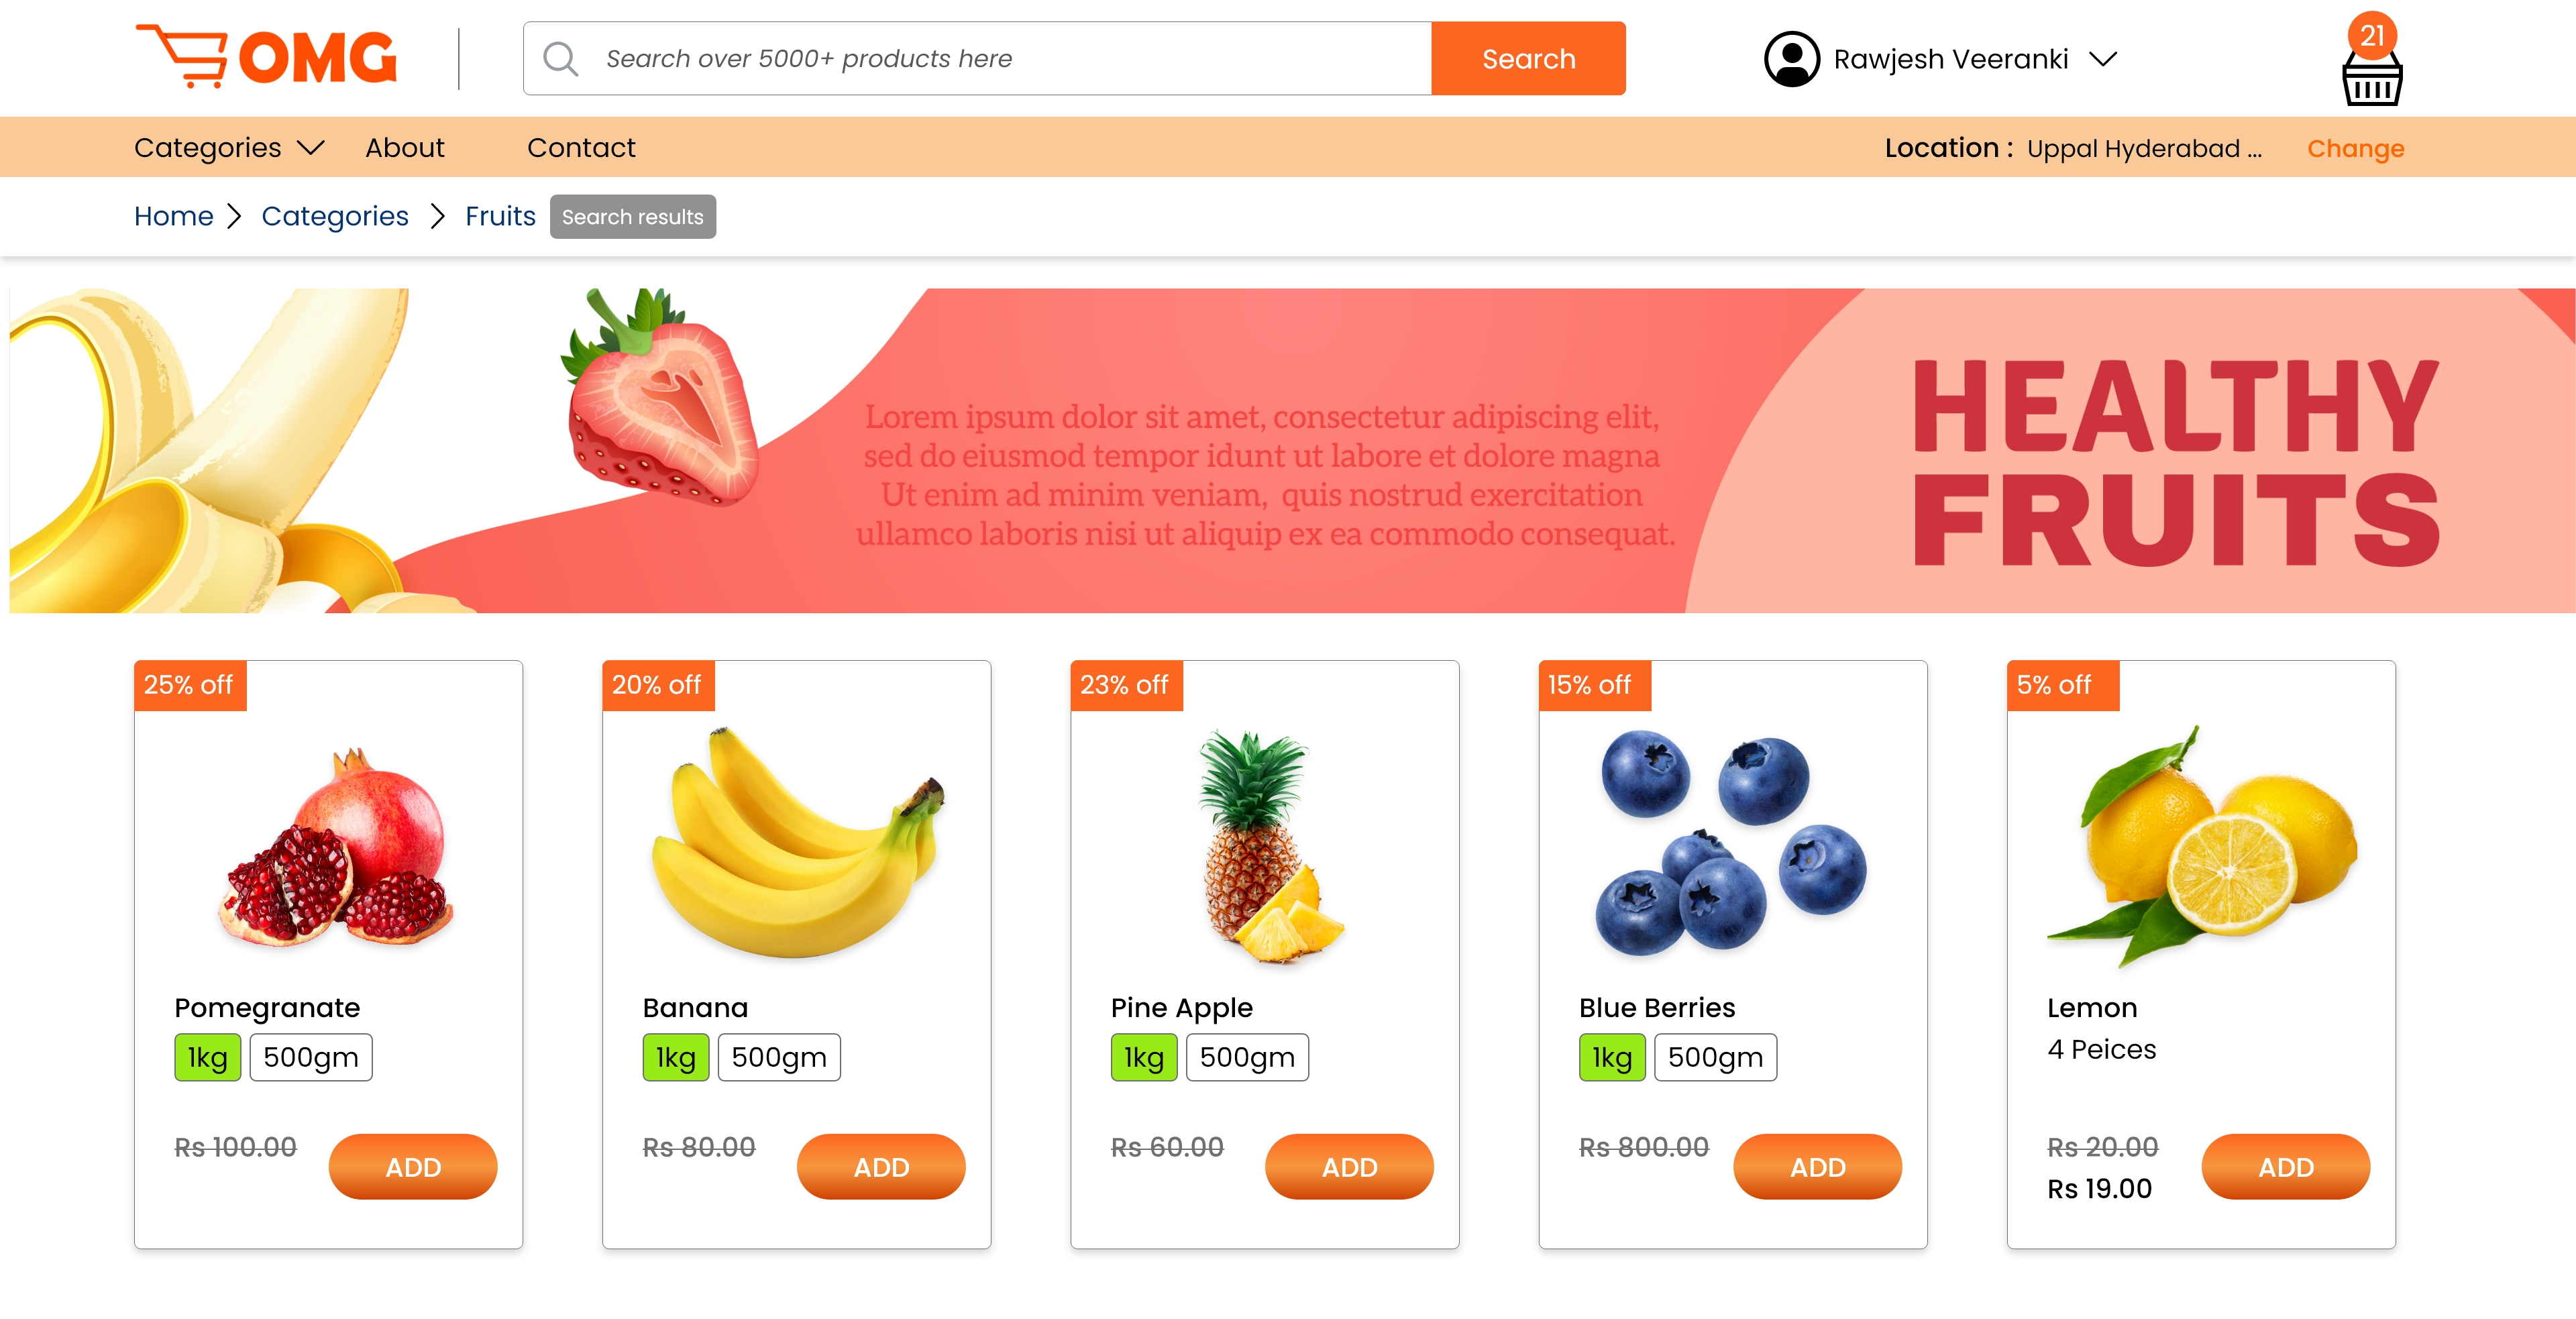 OMG
Search over 5000+ products here
Search
Rawjesh Veeranki
21
Categories
About
Contact
Location : Uppal Hyderabad ...
Change
Home
Categories
Fruits
Search results
Lorem ipsum dolor sit amet, consectetur adipiscing elit,
sed do eiusmod tempor idunt ut labore et dolore magna
Ut enim ad minim veniam, quis nostrud exercitation
ullamco laboris nisi ut aliquip ex ea commodo consequat.
HEALTHY
FRUITS
25% off
Pomegranate
1kg 500gm
Rs 100.00
ADD
20% off
Banana
1kg 500gm
Rs 80.00
ADD
23% off
Pine Apple
1kg 500gm
Rs 60.00
ADD
15% off
Blue Berries
1kg 500gm
Rs 800.00
ADD
5% off
Lemon
4 Peices
Rs 20.00
Rs 19.00
ADD